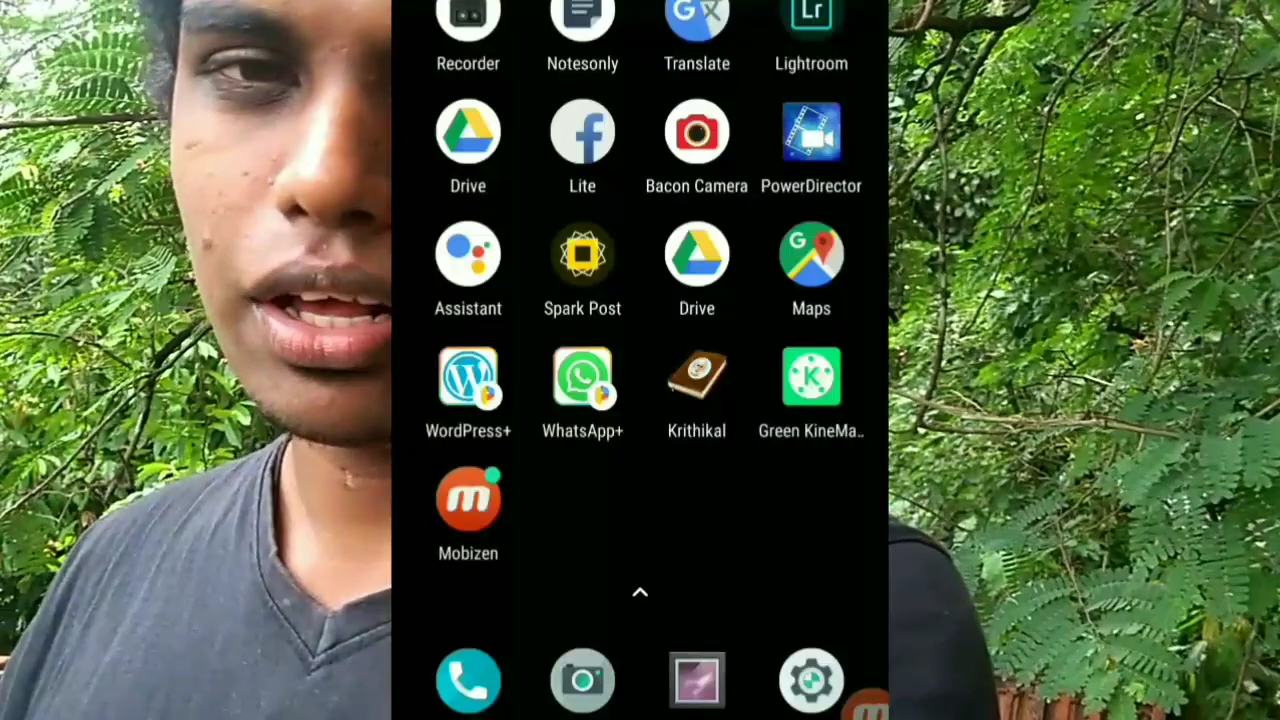 Recorder Notesonly Translate Lightroom
Drive Lite Bacon Camera PowerDirector
Assistant Spark Post Drive Maps
WordPress+ WhatsApp+ Krithikal Green KineMa..
Mobizen